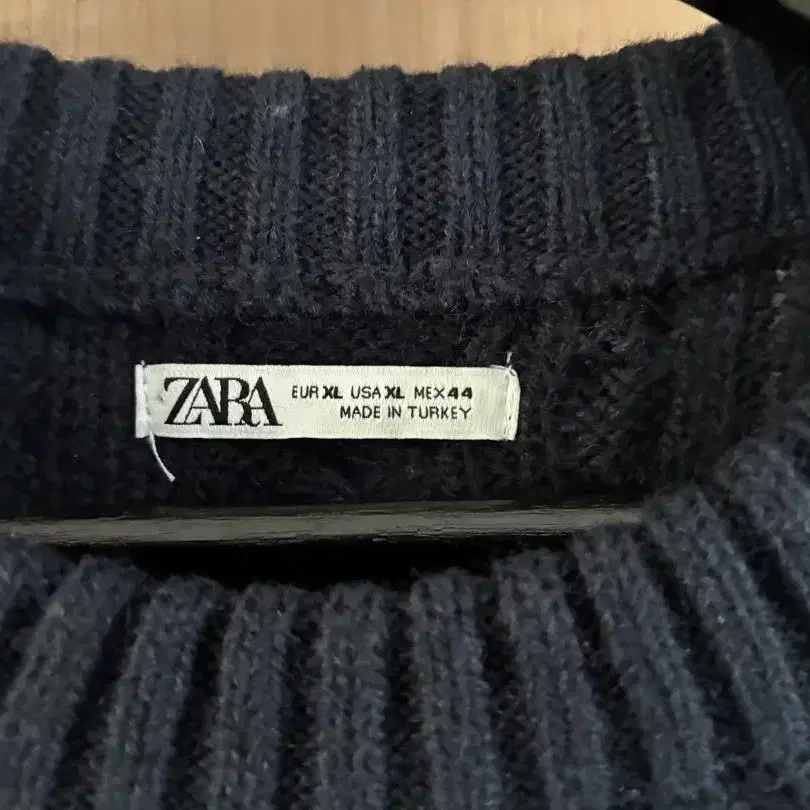 ZARA
EUR XL USA XL MEX 44
MADE IN TURKEY